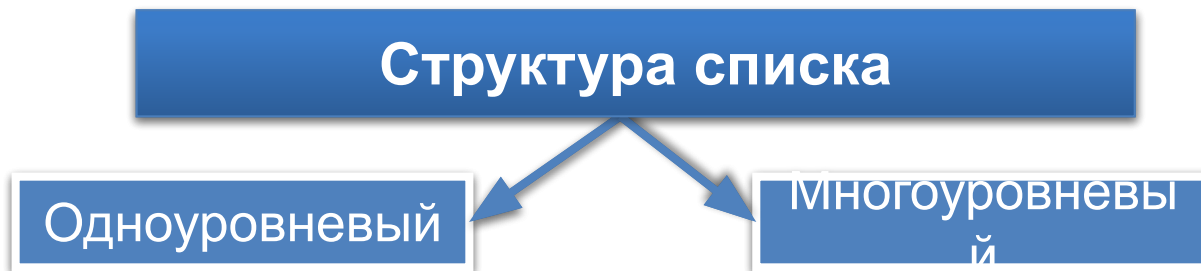 Структура списка
Одноуровневый
Многоуровневы
й